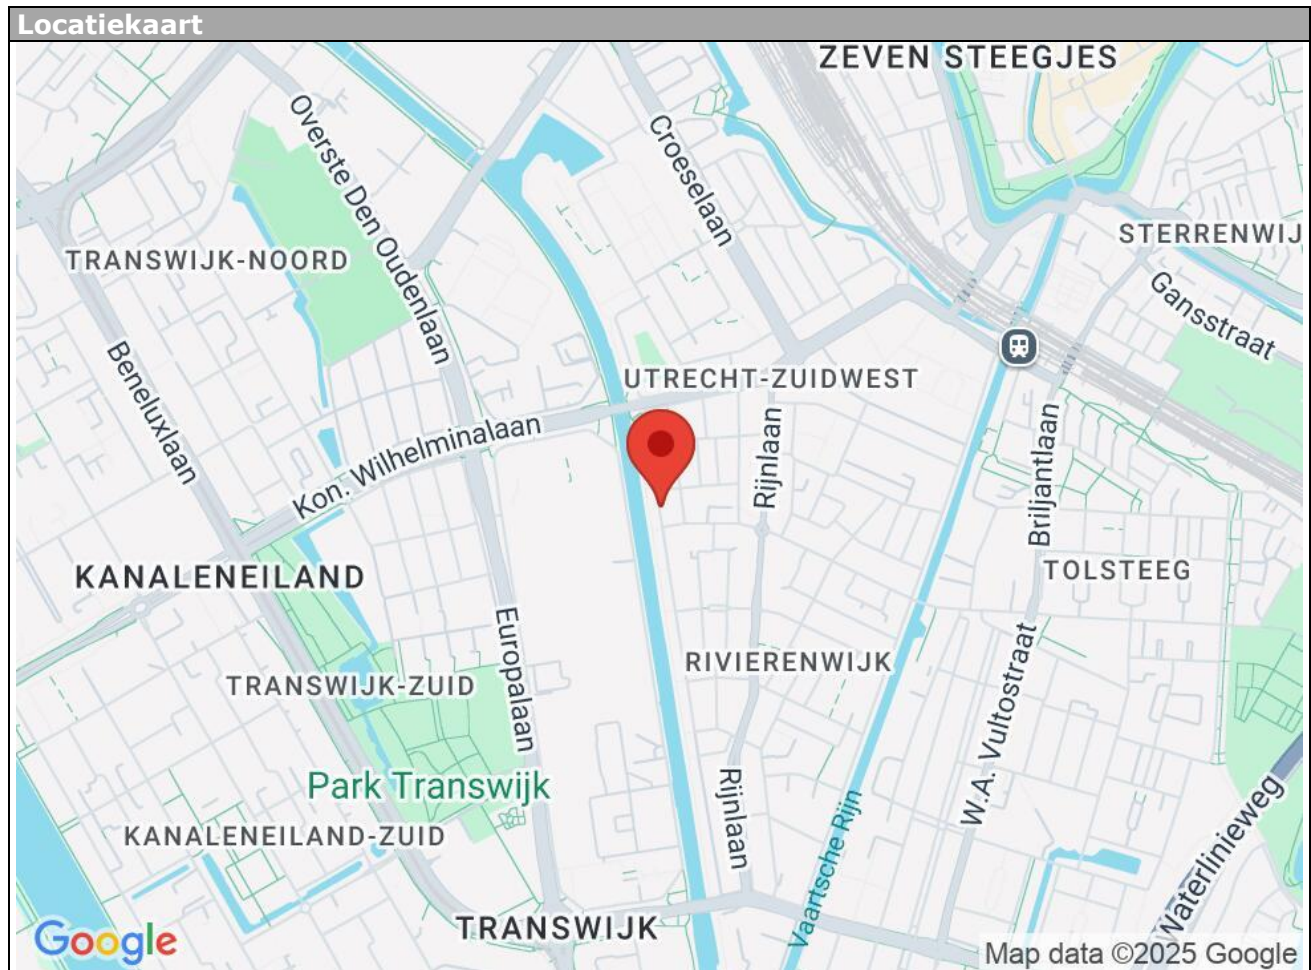 Locatiekaart
ZEVEN STEEGJES
Overste Den Oudenlaan
Croeselaan
STERRENWIJ
TRANSWIJK-NOORD
Gansstraat
Beneluxlaan
UTRECHT-ZUIDWEST
Kon. Wilhelminalaan
Rijnlaan
Briljantlaan
KANALENEILAND
TOLSTEEG
Europalaan
RIVIERENWIJK
TRANSWIJK-ZUID
W.A. Vultostraat
Park Transwijk
Rijnlaan
KANALENEILAND-ZUID
Vaartsche Rijn
Waterlinieweg
TRANSWIJK
Google
Map data ©2025 Google